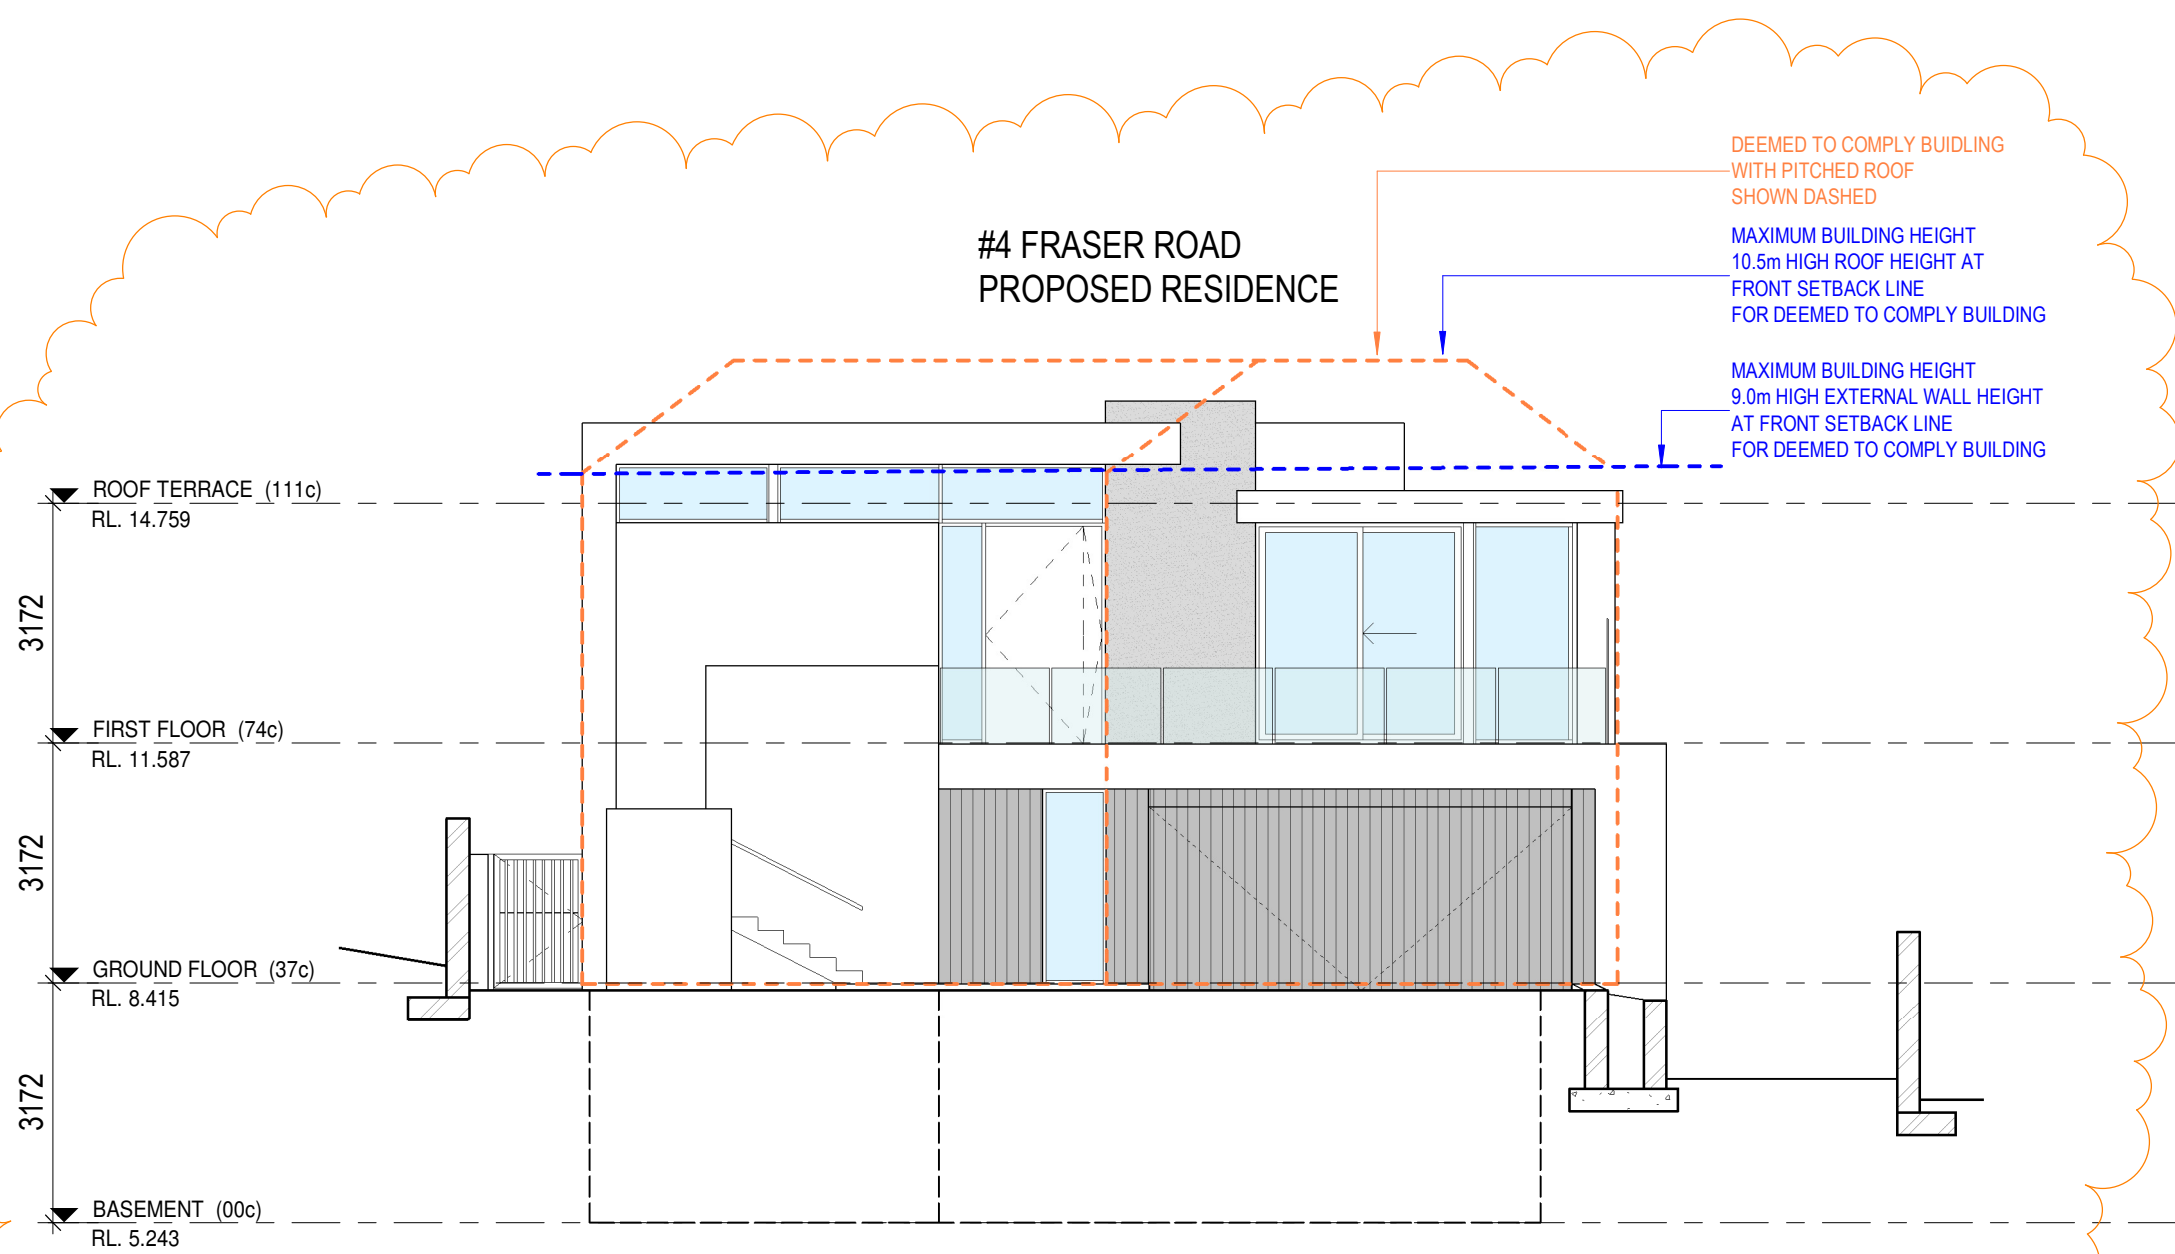 DEEMED TO COMPLY BUIDLING
WITH PITCHED ROOF
SHOWN DASHED
#4 FRASER ROAD
PROPOSED RESIDENCE
MAXIMUM BUILDING HEIGHT
10.5m HIGH ROOF HEIGHT AT
FRONT SETBACK LINE
FOR DEEMED TO COMPLY BUILDING
MAXIMUM BUILDING HEIGHT
9.0m HIGH EXTERNAL WALL HEIGHT
AT FRONT SETBACK LINE
FOR DEEMED TO COMPLY BUILDING
ROOF TERRACE (111c)
RL. 14.759
3172
FIRST FLOOR (74c)
RL. 11.587
3172
GROUND FLOOR (37c)
RL. 8.415
3172
BASEMENT (00c)
RL. 5.243